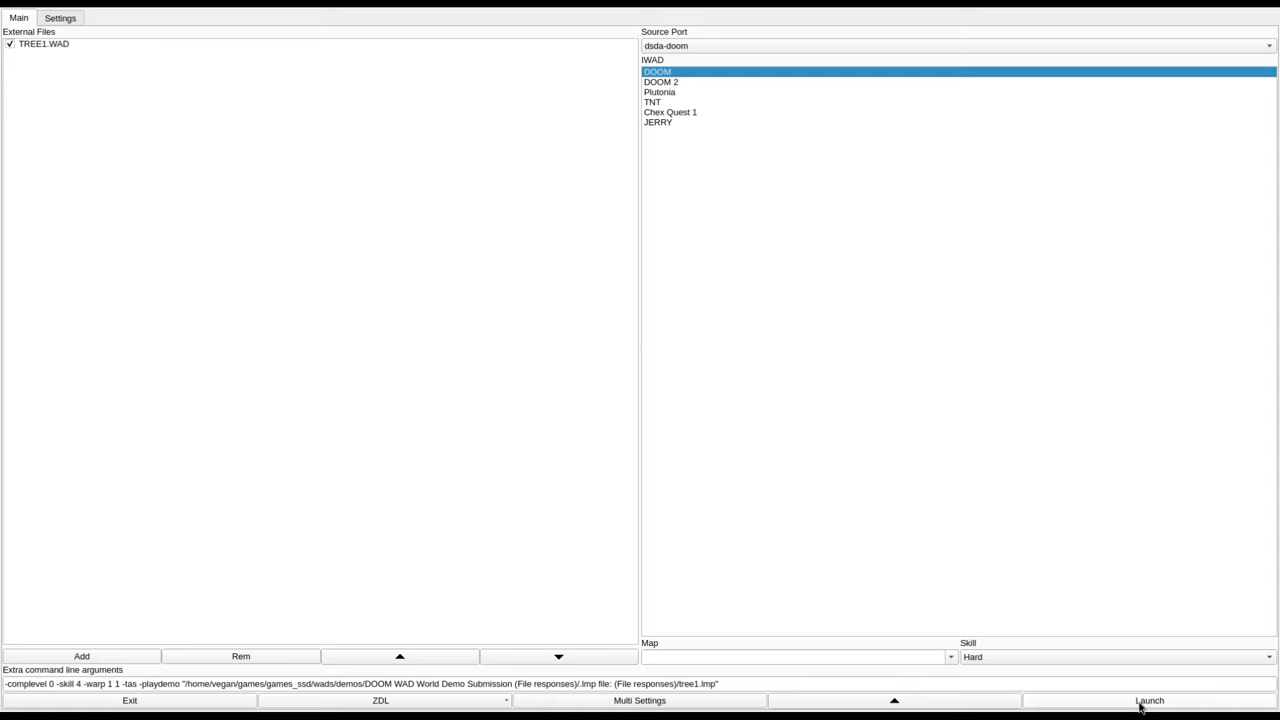 Main Settings
External Files
TREE1.WAD
Source Port
dsda-doom
IWAD
DOOM
DOOM 2
Plutonia
TNT
Chex Quest 1
JERRY
Map Skill
Hard
Add Rem
Extra command line arguments
-complevel 0 -skill 4 -warp 1 1 -tas -playdemo "/home/vegan/games/games_ssd/wads/demos/DOOM WAD World Demo Submission (File responses)/.lmp file: (File responses)/tree1.lmp"
Exit ZDL Multi Settings Launch